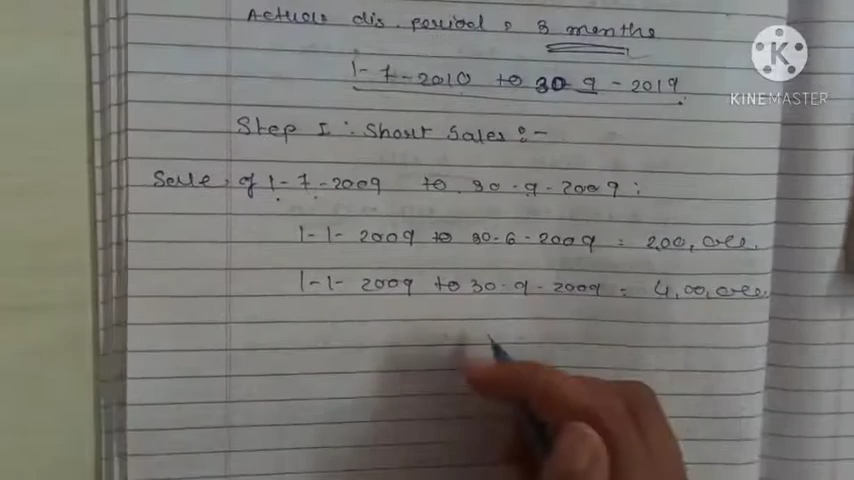 Actual dis. period = 3 months
1-7-2010 to 30-9-2019.
KINEMASTER
Step I : Short Sales :-
Sale of 1-7-2009 to 30-9-2009 :
1-1-2009 to 30-6-2009 = 2,00,000.
1-1-2009 to 30-9-2009 = 4,00,000.